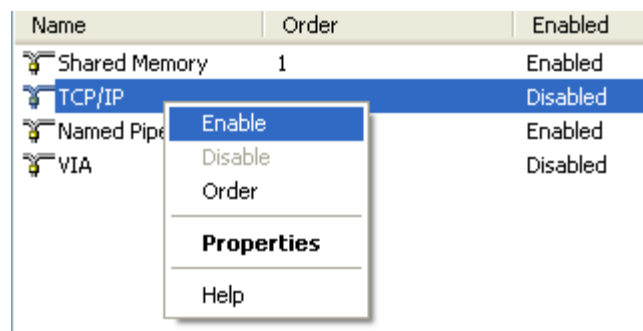 Name Order Enabled
Shared Memory 1 Enabled
TCP/IP Disabled
Named Pipe Enabled
VIA Disabled
Enable
Disable
Order
Properties
Help